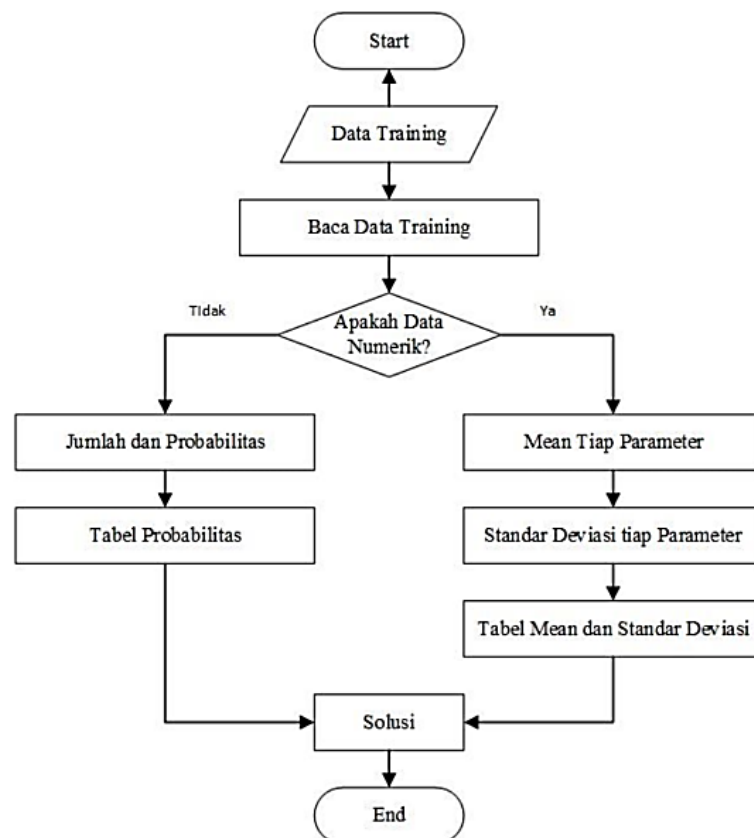 Start
Data Training
Baca Data Training
Apakah Data
Numerik?
TIdak
Ya
Jumlah dan Probabilitas
Mean Tiap Parameter
Tabel Probabilitas
Standar Deviasi tiap Parameter
Tabel Mean dan Standar Deviasi
Solusi
End